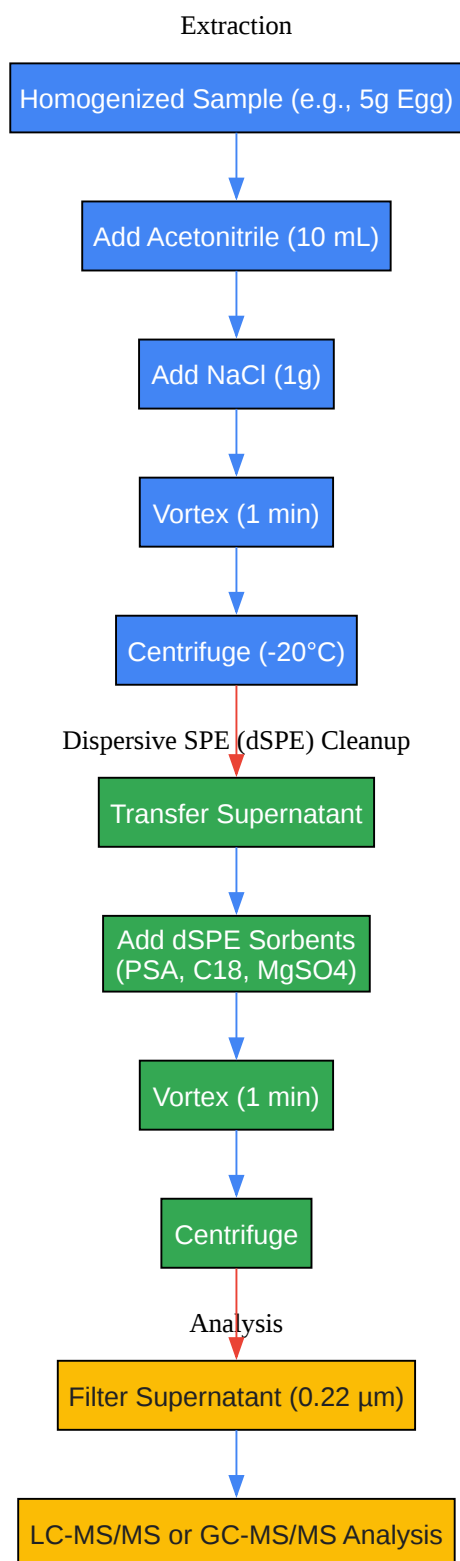 Extraction
Homogenized Sample (e.g., 5g Egg)
Add Acetonitrile (10 mL)
Add NaCl (1g)
Vortex (1 min)
Centrifuge (-20°C)
Dispersive SPE (dSPE) Cleanup
Transfer Supernatant
Add dSPE Sorbents
(PSA, C18, MgSO4)
Vortex (1 min)
Centrifuge
Analysis
Filter Supernatant (0.22 µm)
LC-MS/MS or GC-MS/MS Analysis